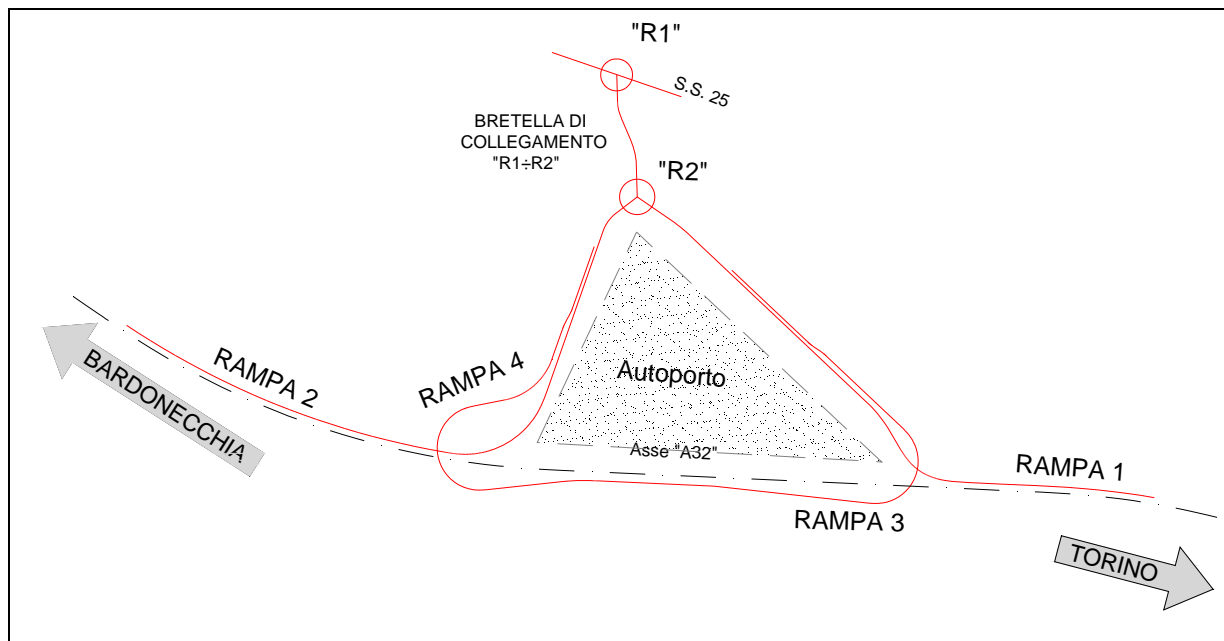 "R1"
S.S. 25
BRETELLA DI
COLLEGAMENTO
"R1÷R2"
"R2"
RAMPA 2
RAMPA 4
BARDONECCHIA
Autoporto
Asse "A32"
RAMPA 1
RAMPA 3
TORINO